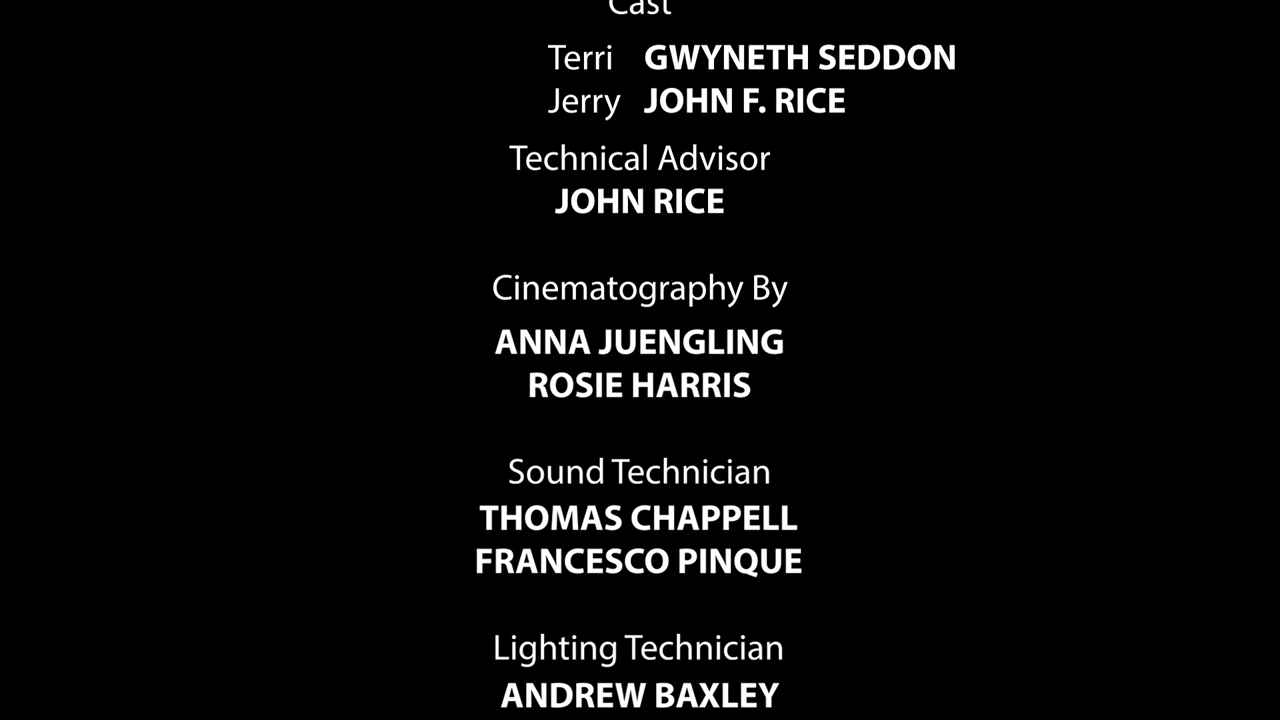 Cast
Terri GWYNETH SEDDON
Jerry JOHN F. RICE
Technical Advisor
JOHN RICE
Cinematography By
ANNA JUENGLING
ROSIE HARRIS
Sound Technician
THOMAS CHAPPELL
FRANCESCO PINQUE
Lighting Technician
ANDREW BAXLEY